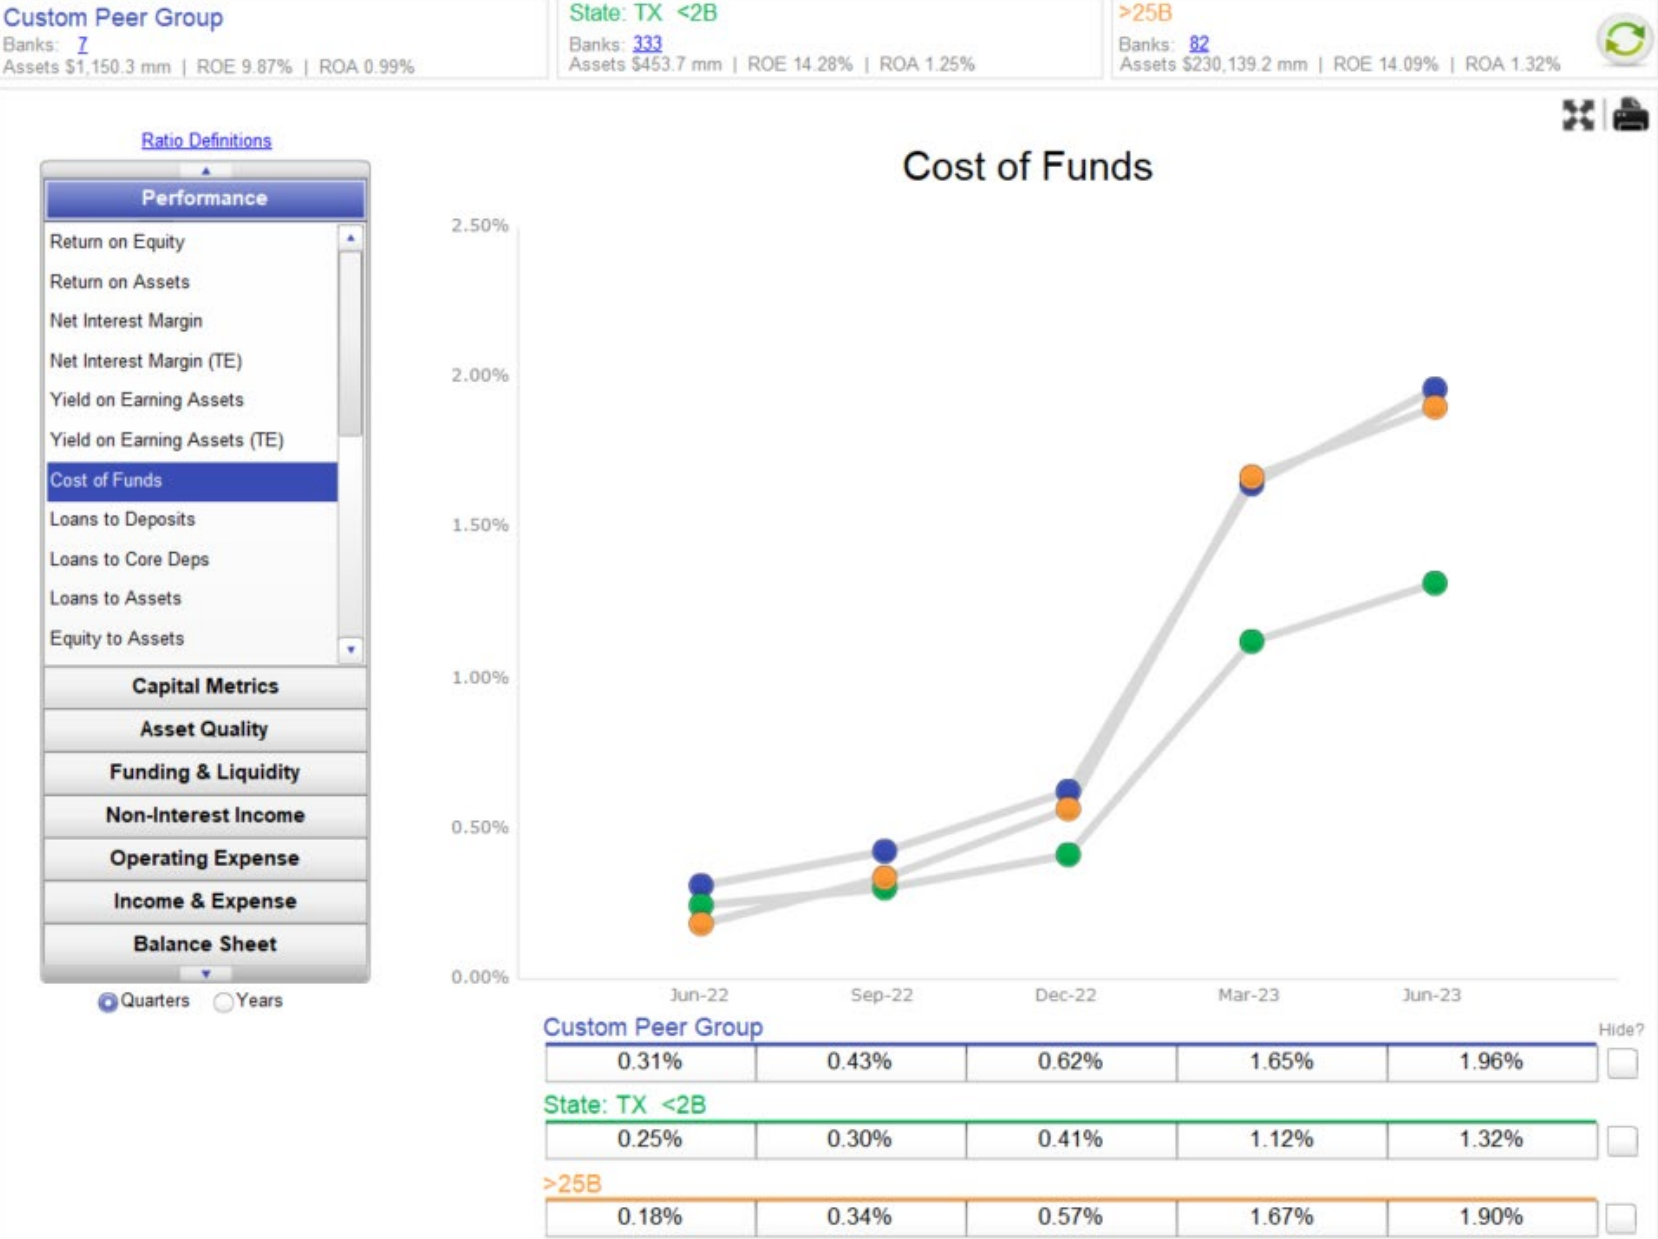 Custom Peer Group
Banks: 7
Assets $1,150.3 mm | ROE 9.87% | ROA 0.99%
State: TX <2B
Banks: 333
Assets $453.7 mm | ROE 14.28% | ROA 1.25%
>25B
Banks: 82
Assets $230,139.2 mm | ROE 14.09% | ROA 1.32%
Ratio Definitions
Performance
Return on Equity
Return on Assets
Net Interest Margin
Net Interest Margin (TE)
Yield on Earning Assets
Yield on Earning Assets (TE)
Cost of Funds
Loans to Deposits
Loans to Core Deps
Loans to Assets
Equity to Assets
Capital Metrics
Asset Quality
Funding & Liquidity
Non-Interest Income
Operating Expense
Income & Expense
Balance Sheet
Quarters Years
Cost of Funds
2.50%
2.00%
1.50%
1.00%
0.50%
0.00%
Jun-22 Sep-22 Dec-22 Mar-23 Jun-23
Custom Peer Group Hide?
0.31% 0.43% 0.62% 1.65% 1.96%
State: TX <2B
0.25% 0.30% 0.41% 1.12% 1.32%
>25B
0.18% 0.34% 0.57% 1.67% 1.90%